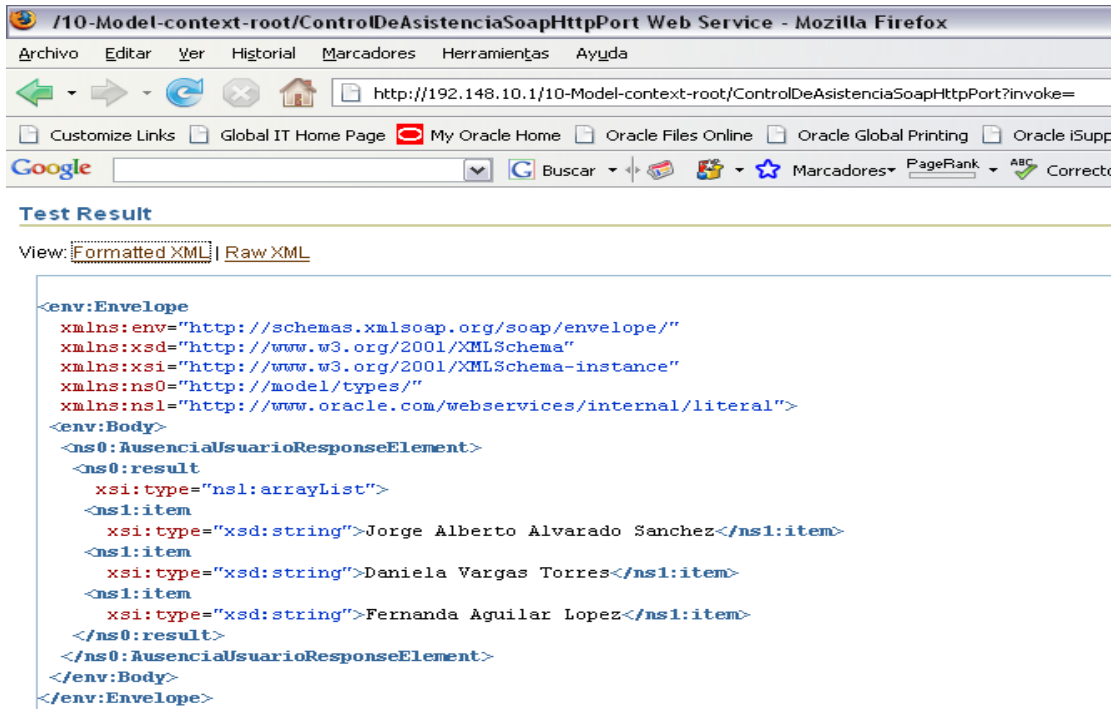 /10-Model-context-root/ControlDeAsistenciaSoapHttpPort Web Service - Mozilla Firefox
Archivo Editar Ver Historial Marcadores Herramientas Ayuda
http://192.148.10.1/10-Model-context-root/ControlDeAsistenciaSoapHttpPort?invoke=
Customize Links Global IT Home Page My Oracle Home Oracle Files Online Oracle Global Printing Oracle iSupp
Google G Buscar Marcadores PageRank ABC Correcto
Test Result
View: Formatted XML | Raw XML
<env:Envelope
xmlns:env="http://schemas.xmlsoap.org/soap/envelope/"
xmlns:xsd="http://www.w3.org/2001/XMLSchema"
xmlns:xsi="http://www.w3.org/2001/XMLSchema-instance"
xmlns:ns0="http://model/types/"
xmlns:ns1="http://www.oracle.com/webservices/internal/literal">
<env:Body>
<ns0:AusenciaUsuarioResponseElement>
<ns0:result
xsi:type="ns1:arrayList">
<ns1:item
xsi:type="xsd:string">Jorge Alberto Alvarado Sanchez</ns1:item>
<ns1:item
xsi:type="xsd:string">Daniela Vargas Torres</ns1:item>
<ns1:item
xsi:type="xsd:string">Fernanda Aguilar Lopez</ns1:item>
</ns0:result>
</ns0:AusenciaUsuarioResponseElement>
</env:Body>
</env:Envelope>